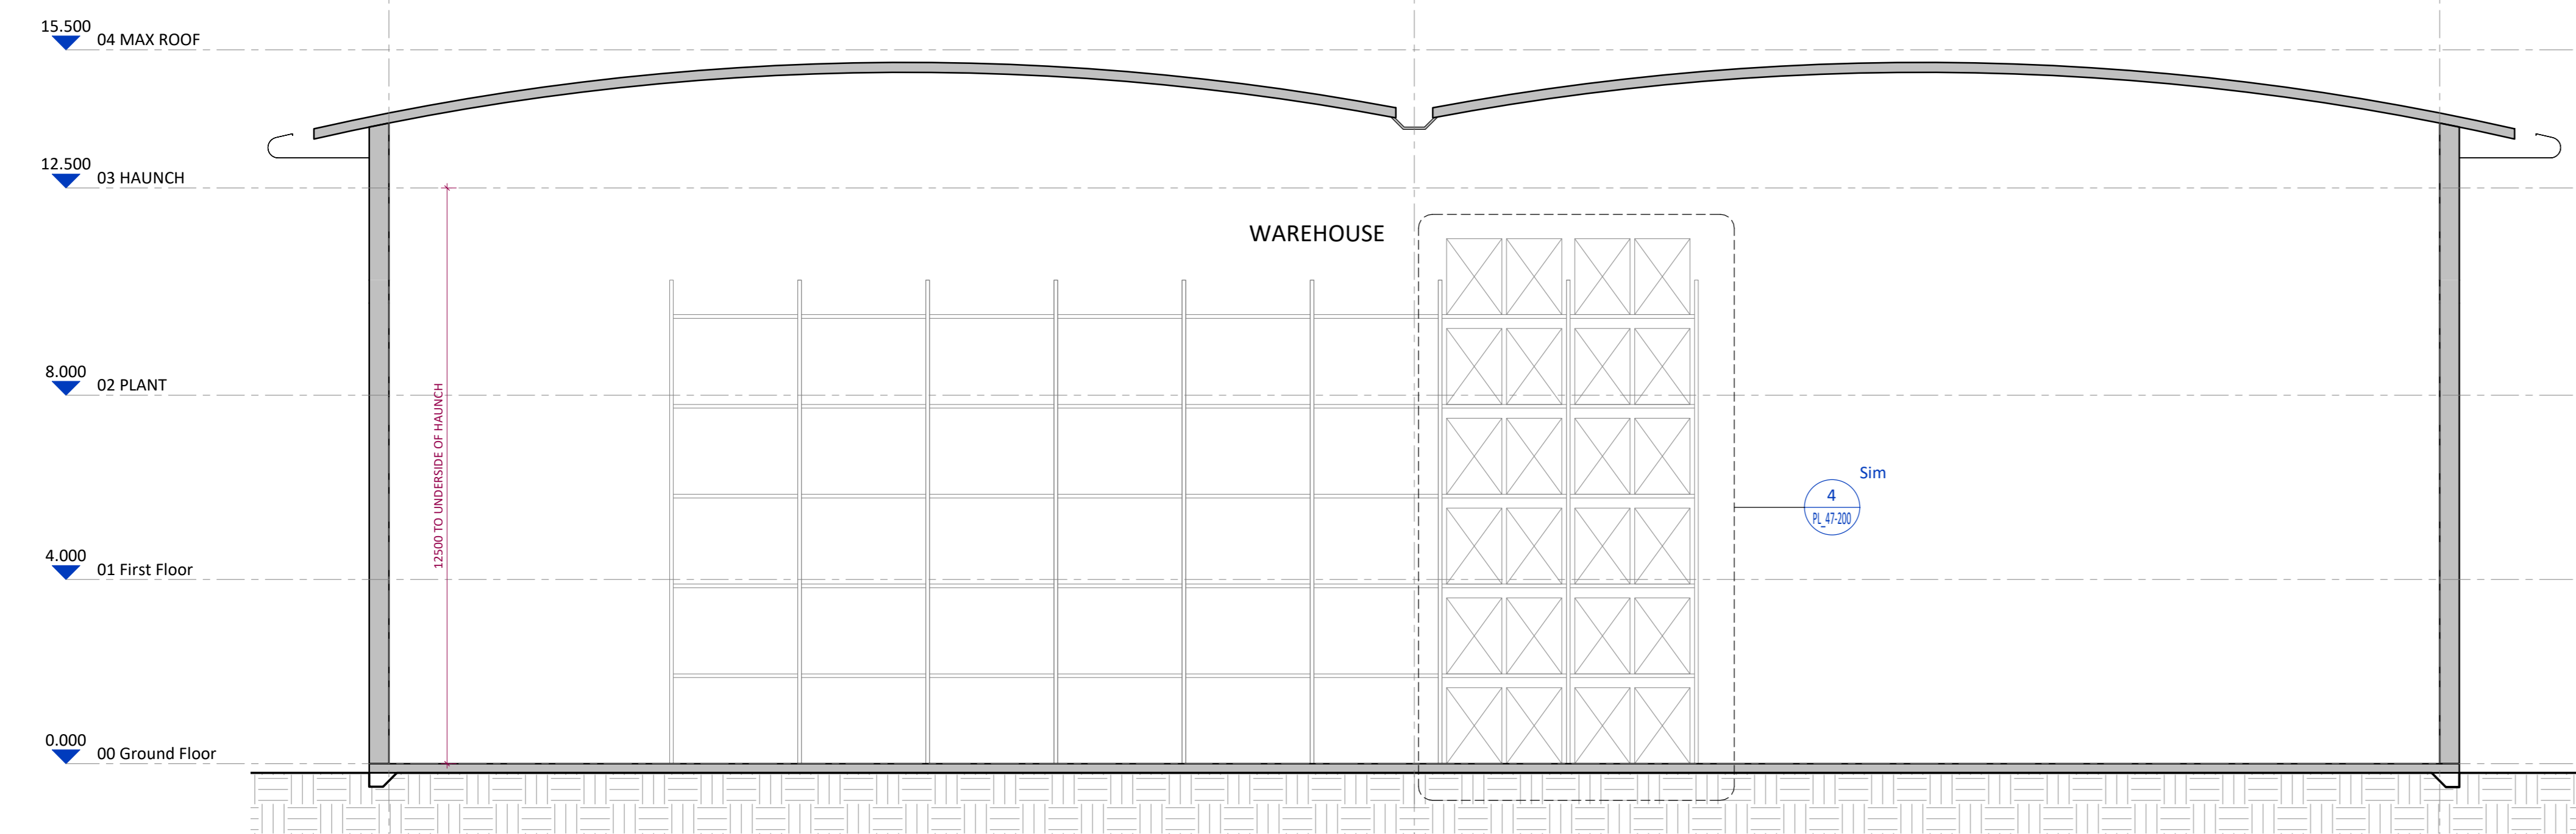 15.500
04 MAX ROOF
12.500
03 HAUNCH
WAREHOUSE
8.000
02 PLANT
12500 TO UNDERSIDE OF HAUNCH
Sim
4
PL_47-200
4.000
01 First Floor
0.000
00 Ground Floor